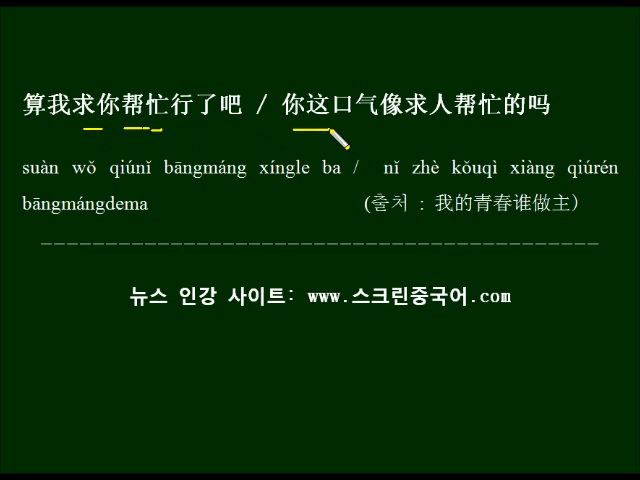 算我求你帮忙行了吧 / 你这口气像求人帮忙的吗
suàn wǒ qiúnǐ bāngmáng xíngle ba / nǐ zhè kǒuqì xiàng qiúrén
bāngmángdema (출처 : 我的青春谁做主)
뉴스 인강 사이트: www.스크린중국어.com